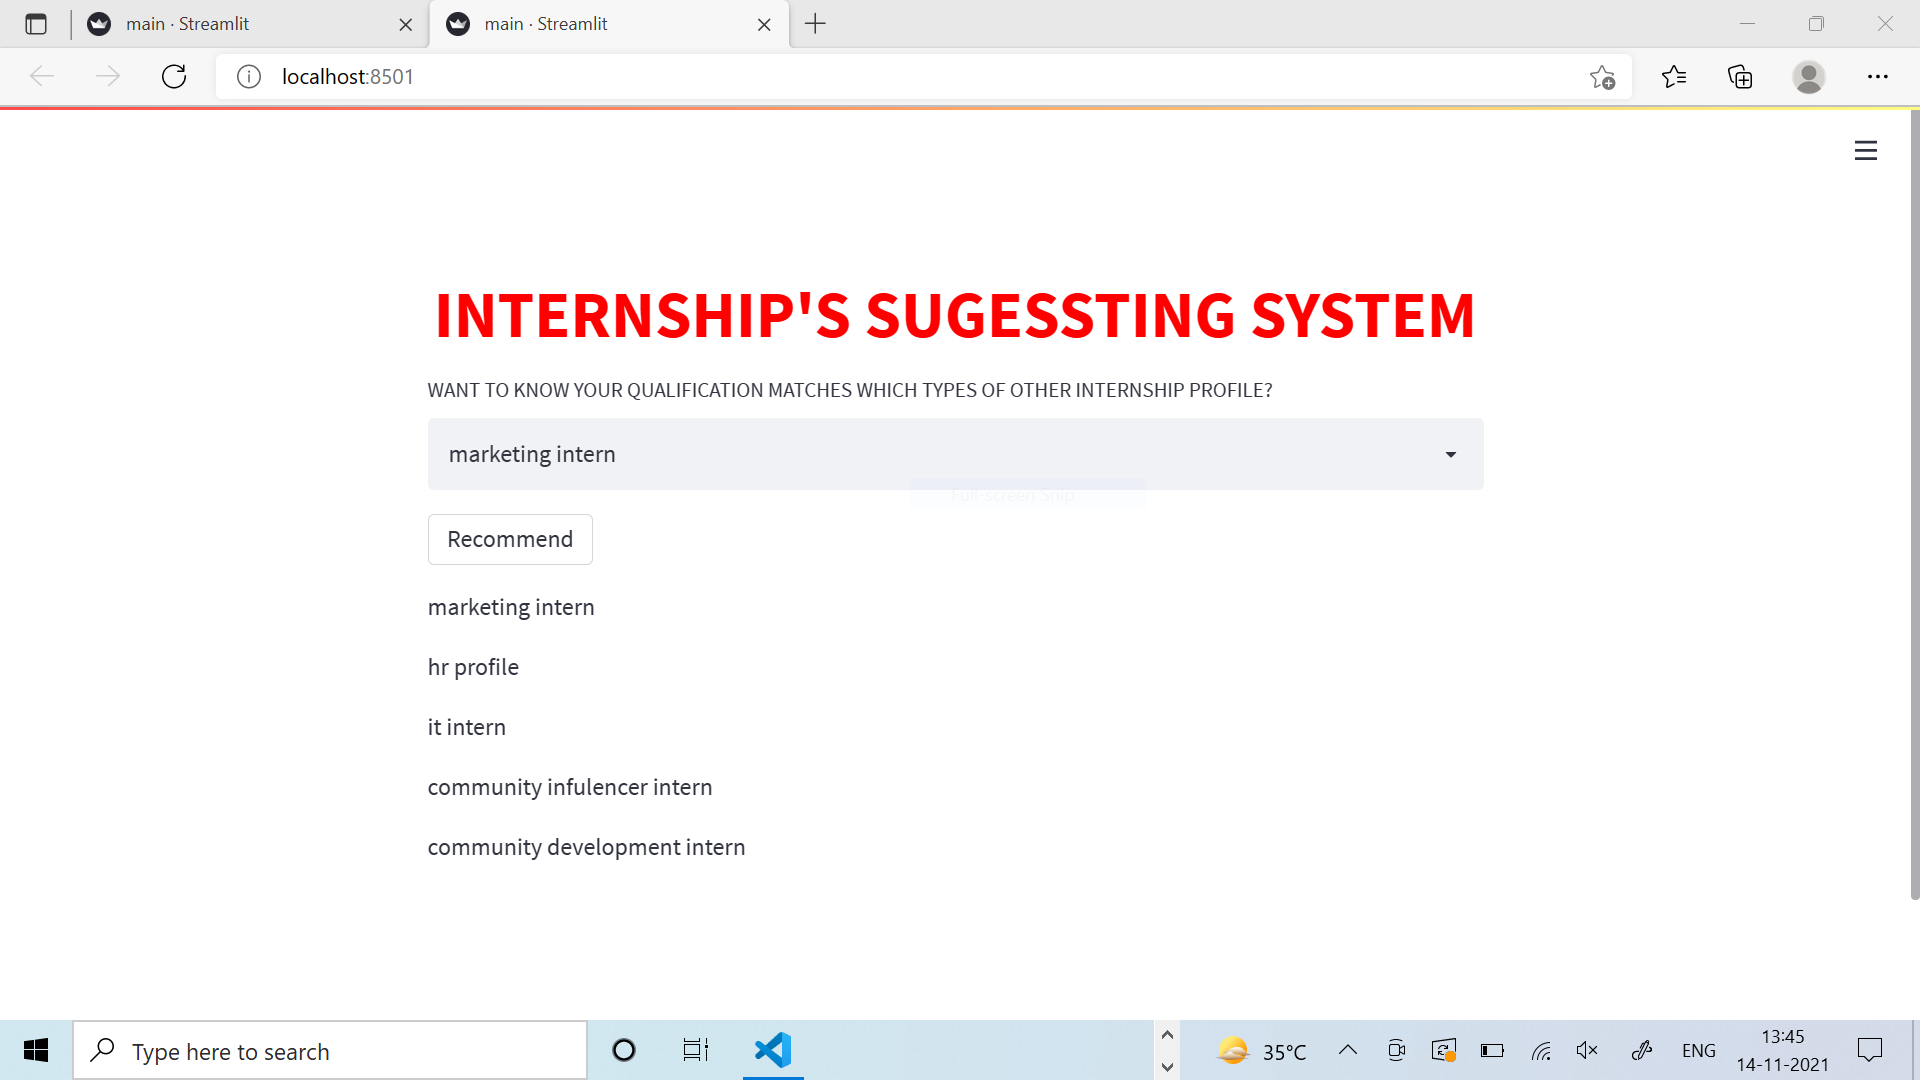 main · Streamlit
main · Streamlit
localhost:8501
INTERNSHIP'S SUGESSTING SYSTEM
WANT TO KNOW YOUR QUALIFICATION MATCHES WHICH TYPES OF OTHER INTERNSHIP PROFILE?
marketing intern
Full-screen Snip
Recommend
marketing intern
hr profile
it intern
community infulencer intern
community development intern
Type here to search
35°C
ENG
13:45
14-11-2021